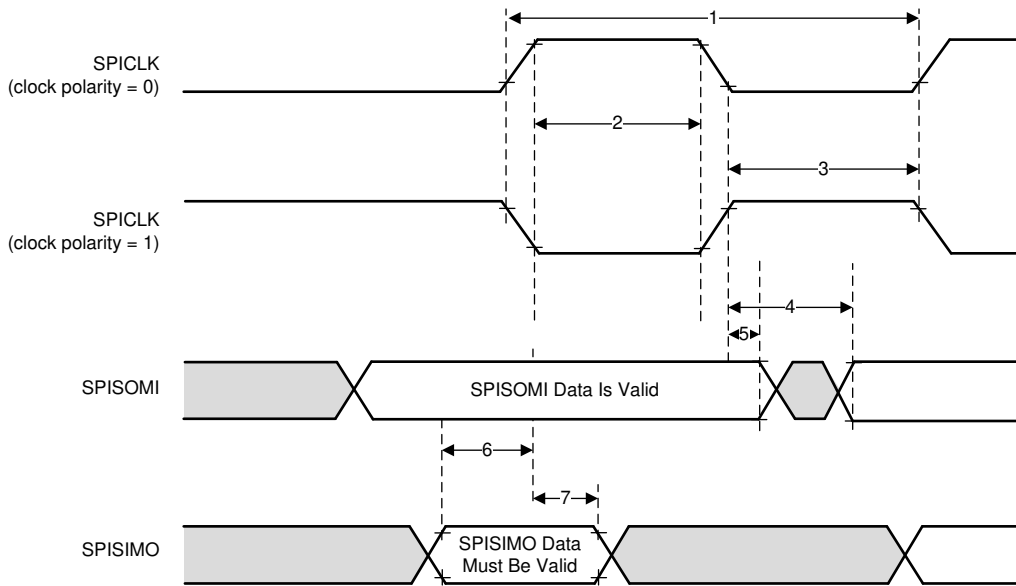 1
SPICLK
(clock polarity = 0)
2
3
SPICLK
(clock polarity = 1)
4
5
SPISOMI
SPISOMI Data Is Valid
6
7
SPISIMO
SPISIMO Data
Must Be Valid